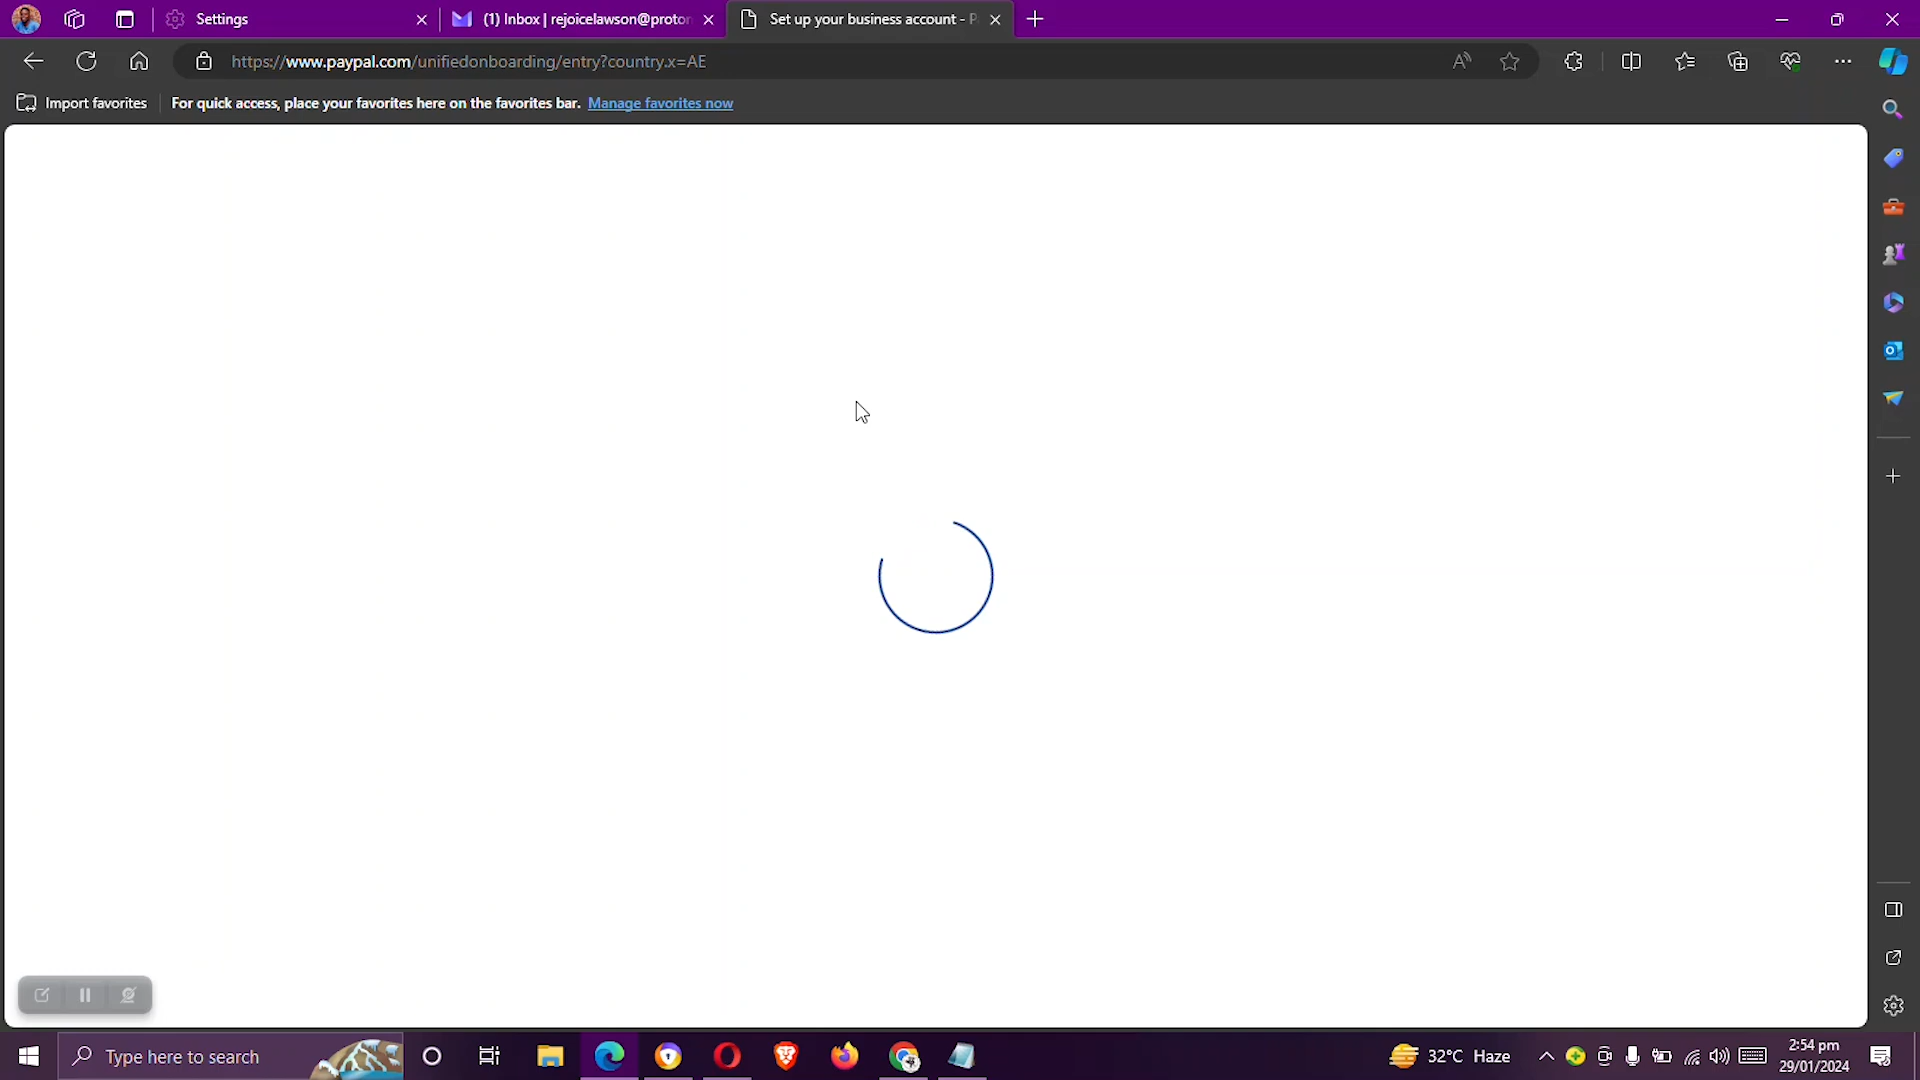 Settings
(1) Inbox | rejoicelawson@proton
Set up your business account - P
https://www.paypal.com/unifiedonboarding/entry?country.x=AE
Import favorites
For quick access, place your favorites here on the favorites bar. Manage favorites now
Type here to search
32°C Haze
2:54 pm
29/01/2024